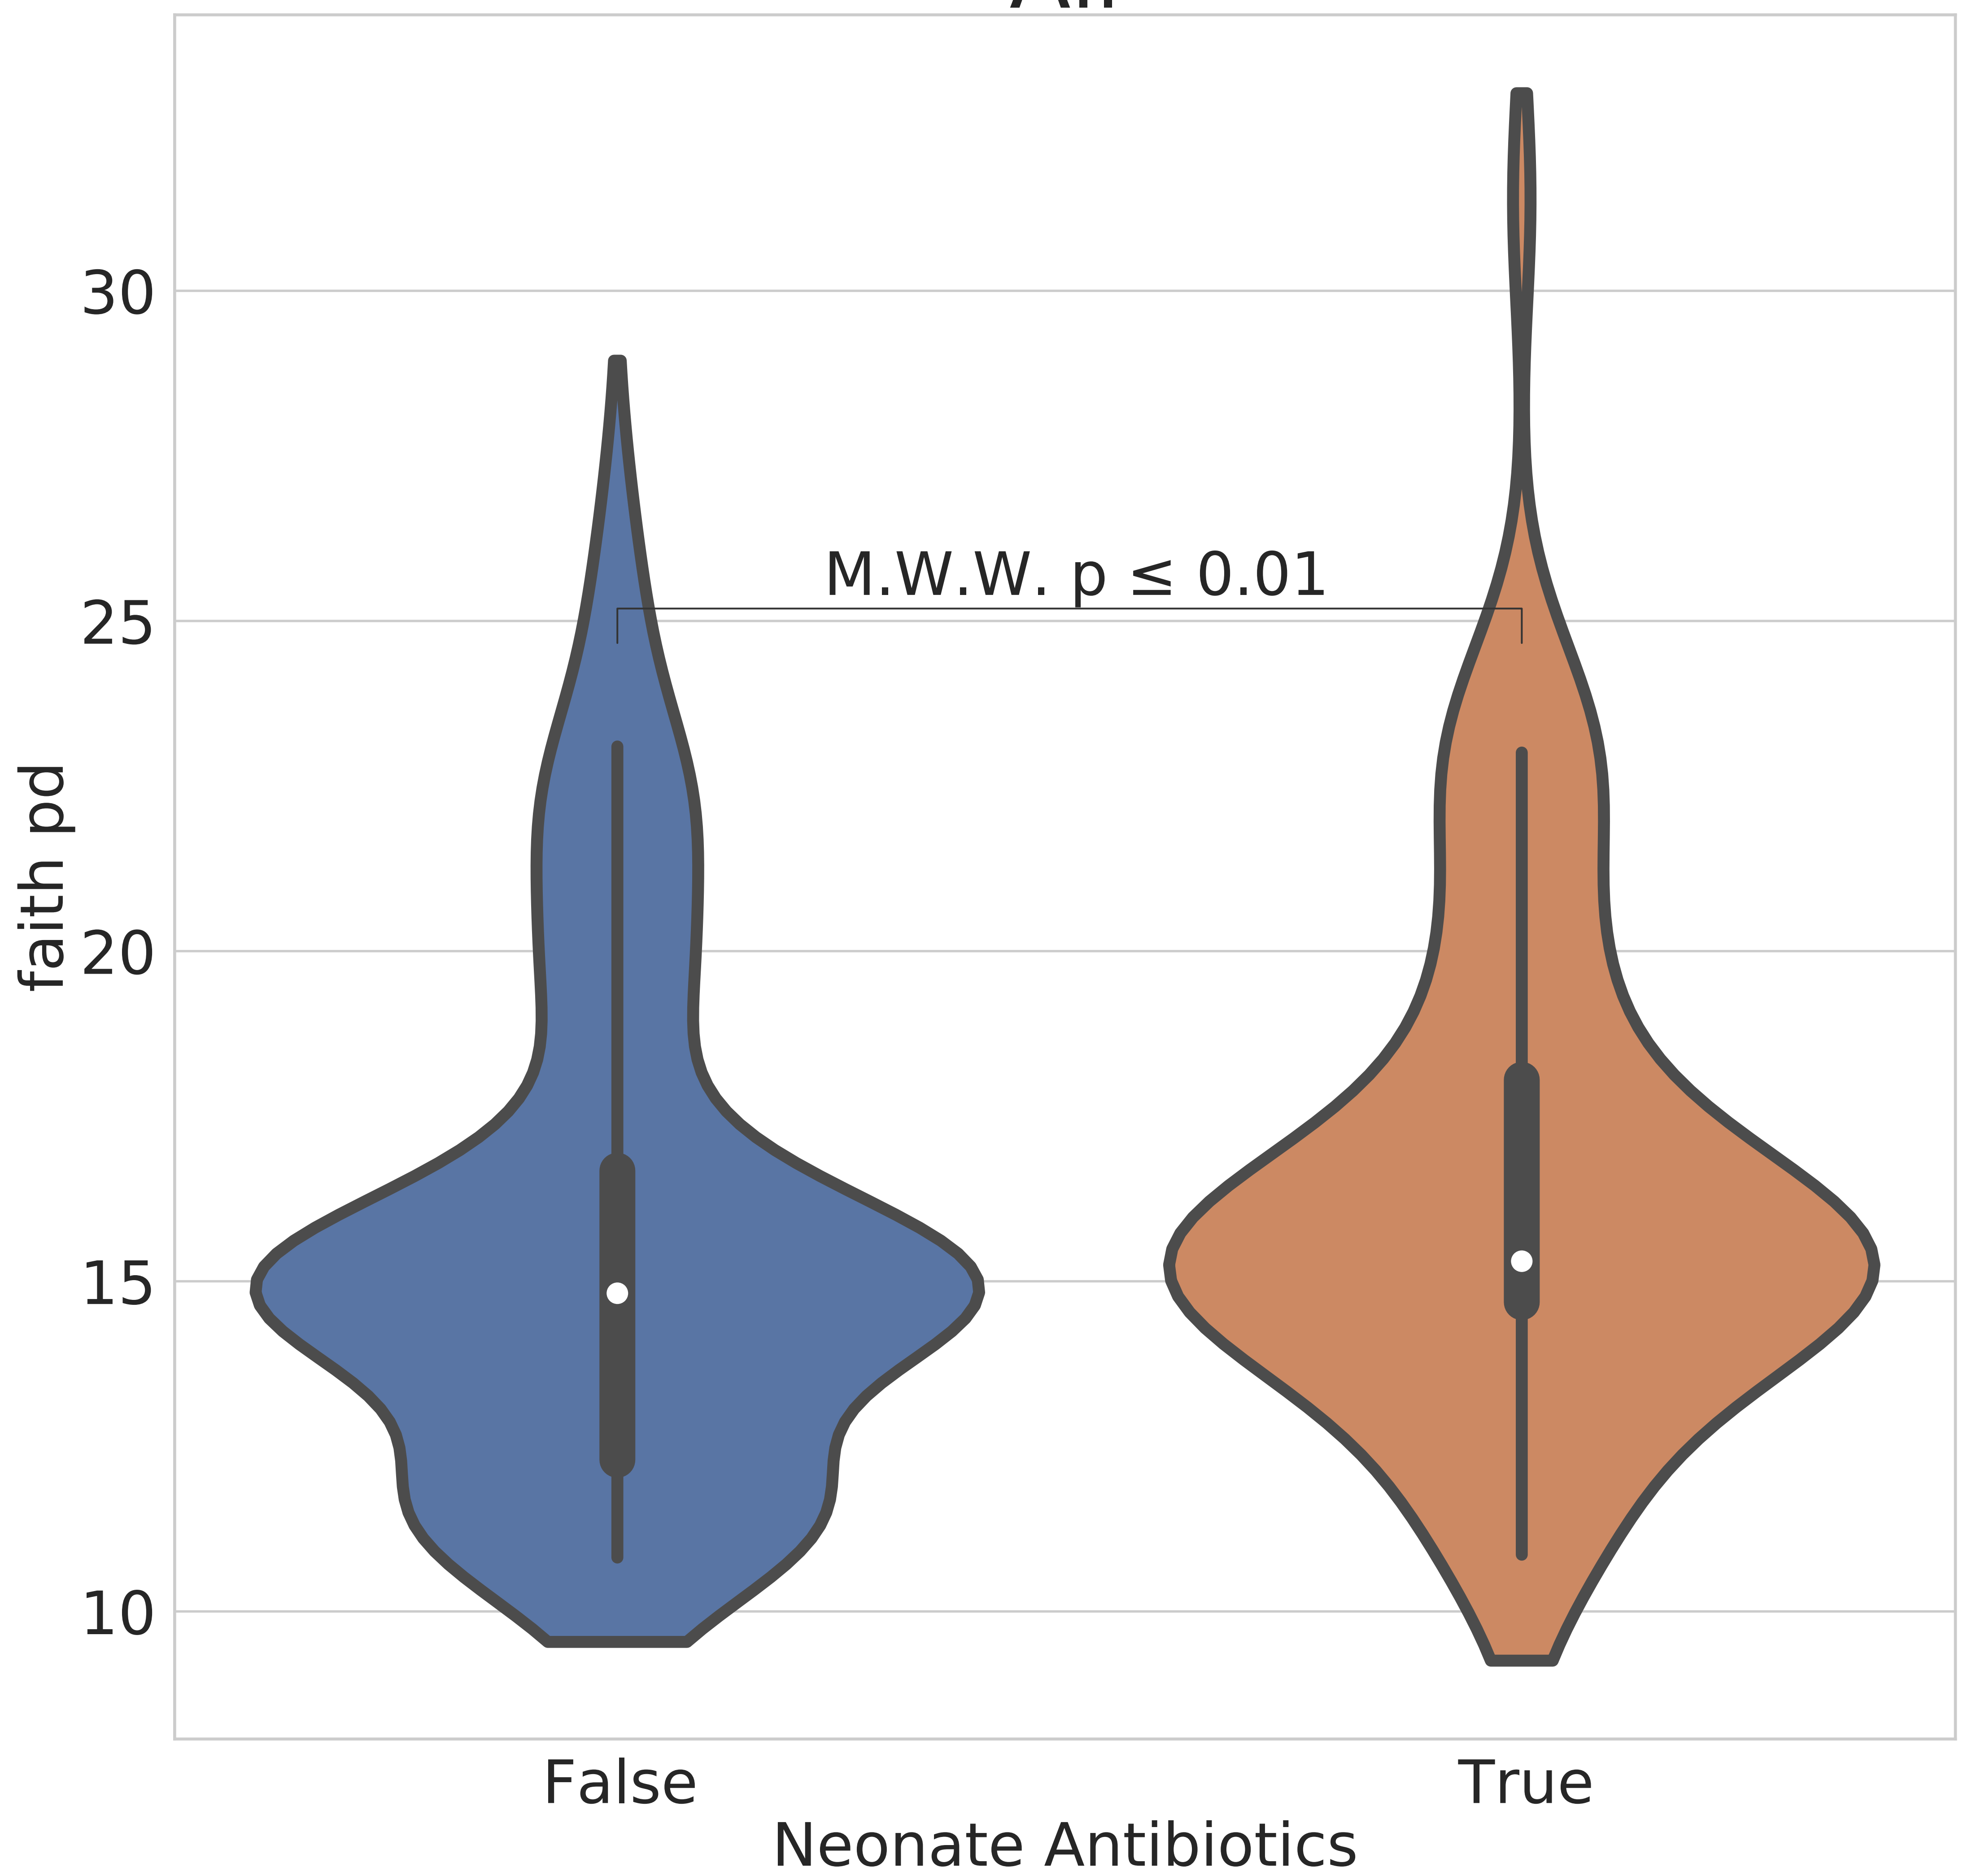 30
25
20
15
10
faith pd
M.W.W. p ≤ 0.01
False
True
Neonate Antibiotics